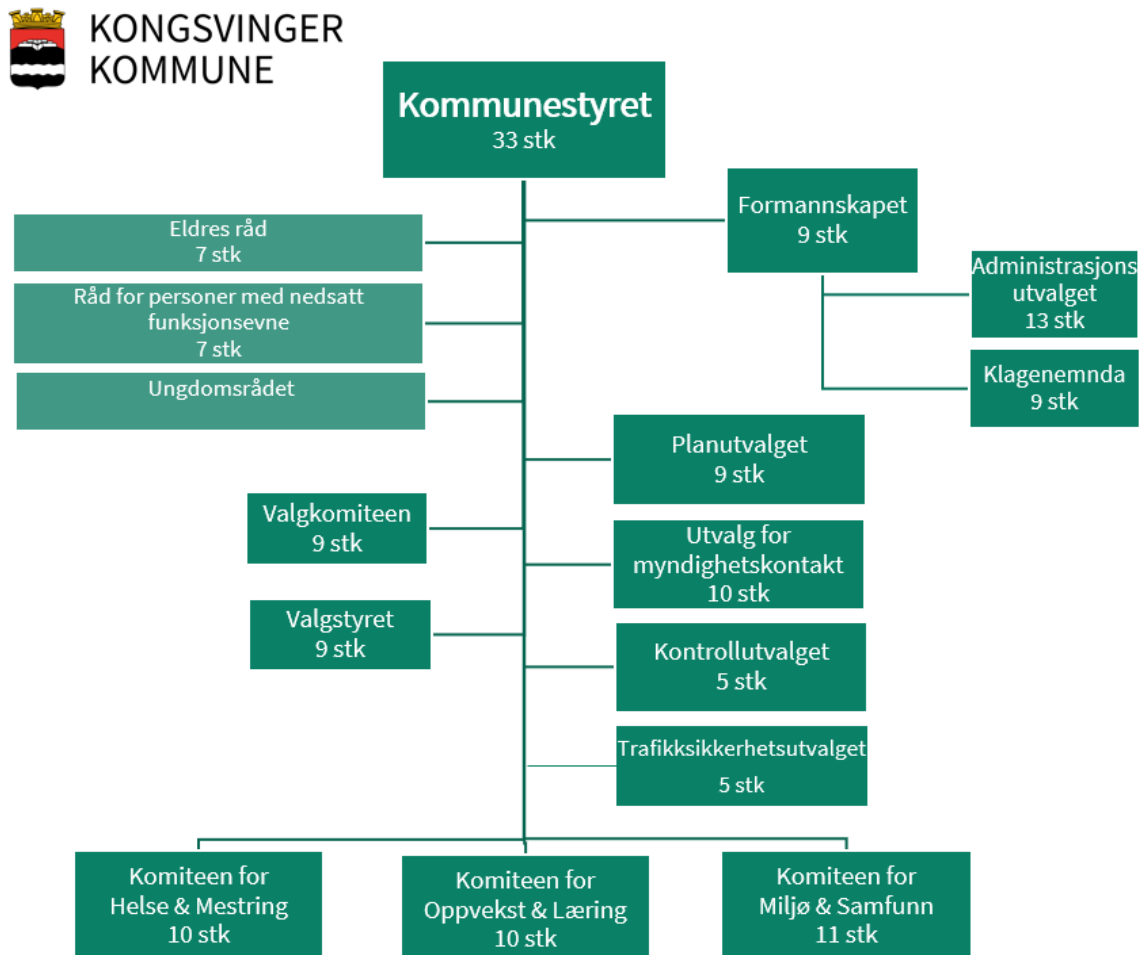 KONGSVINGER
KOMMUNE
Kommunestyret
33 stk
Formannskapet
9 stk
Eldres råd
7 stk
Administrasjons
utvalget
13 stk
Råd for personer med nedsatt
funksjonsevne
7 stk
Klagenemnda
9 stk
Ungdomsrådet
Planutvalget
9 stk
Valgkomiteen
9 stk
Utvalg for
myndighetskontakt
10 stk
Valgstyret
9 stk
Kontrollutvalget
5 stk
Trafikksikkerhetsutvalget
5 stk
Komiteen for
Helse & Mestring
10 stk
Komiteen for
Oppvekst & Læring
10 stk
Komiteen for
Miljø & Samfunn
11 stk